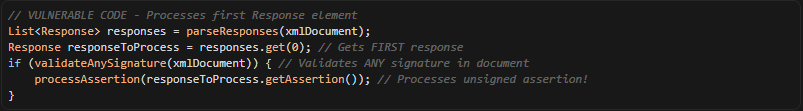 // VULNERABLE CODE - Processes first Response element
List<Response> responses = parseResponses(xmlDocument);
Response responseToProcess = responses.get(0); // Gets FIRST response
if (validateAnySignature(xmlDocument)) { // Validates ANY signature in document
    processAssertion(responseToProcess.getAssertion()); // Processes unsigned assertion!
}